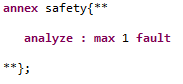 annex safety{**
analyze : max 1 fault
**};